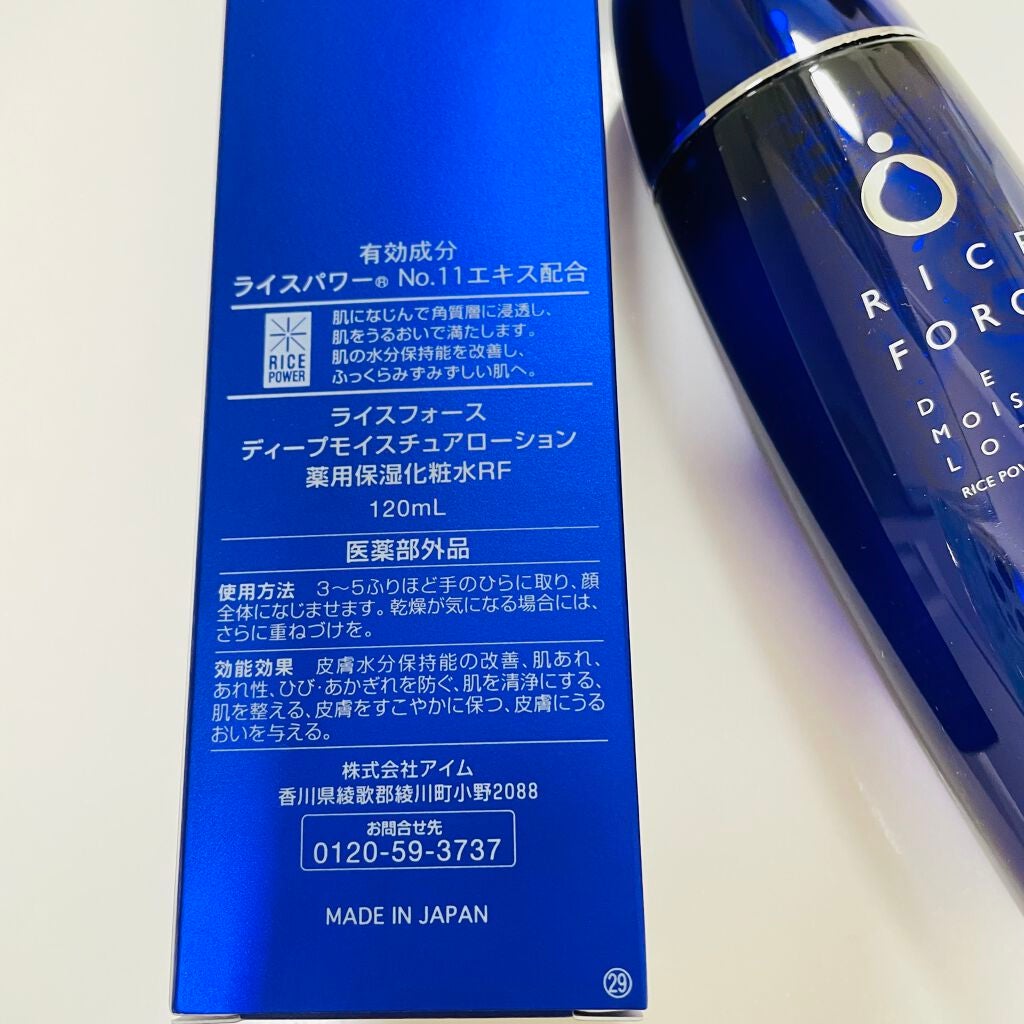 有効成分
ライスパワー® No.11エキス配合
RICE
POWER
肌になじんで角質層に浸透し、
肌をうるおいで満たします。
肌の水分保持能を改善し、
ふっくらみずみずしい肌へ。
ライスフォース
ディープモイスチュアローション
薬用保湿化粧水RF
120mL
医薬部外品
使用方法 3〜5ふりほど手のひらに取り、顔
全体になじませます。乾燥が気になる場合には、
さらに重ねづけを。
効能効果 皮膚水分保持能の改善、肌あれ、
あれ性、ひび・あかぎれを防ぐ、肌を清浄にする、
肌を整える、皮膚をすこやかに保つ、皮膚にうる
おいを与える。
株式会社アイム
香川県綾歌郡綾川町小野2088
お問合せ先
0120-59-3737
MADE IN JAPAN
㉙
RICE
FORC
D E
MOIS
LO
RICE POW